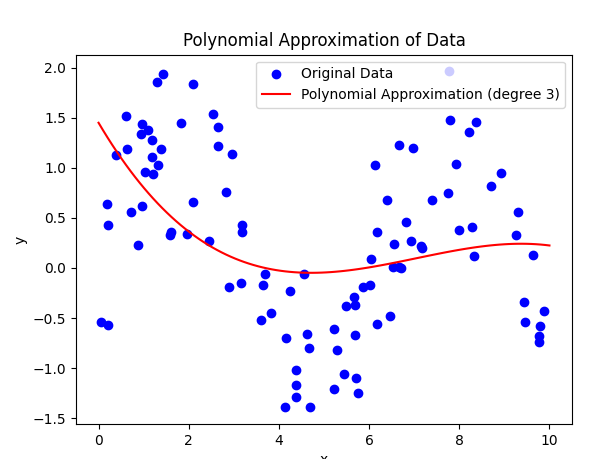 Polynomial Approximation of Data
Original Data
Polynomial Approximation (degree 3)
2.0
1.5
1.0
0.5
0.0
−0.5
−1.0
−1.5
y
0 2 4 6 8 10